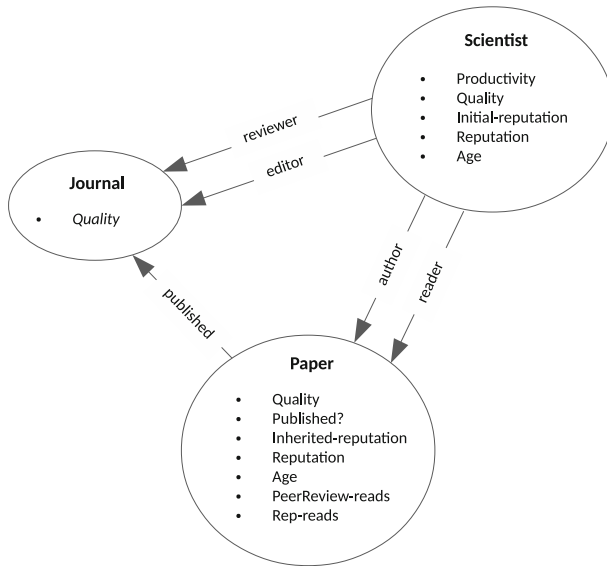 Scientist
• Productivity
• Quality
• Initial-reputation
• Reputation
• Age
reviewer
editor
Journal
• Quality
author
reader
published
Paper
• Quality
• Published?
• Inherited-reputation
• Reputation
• Age
• PeerReview-reads
• Rep-reads